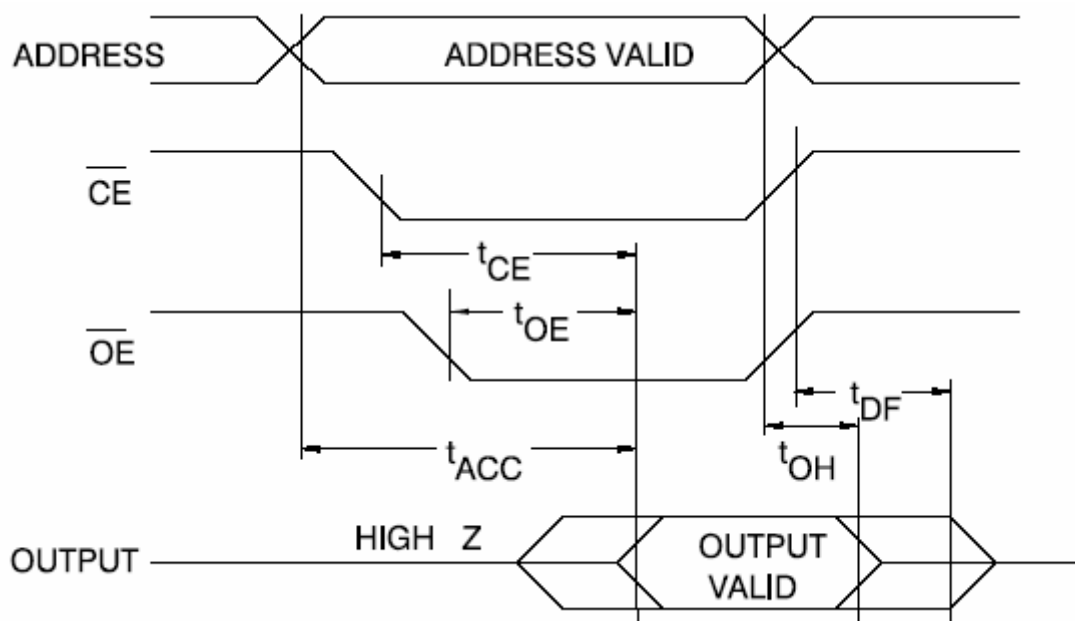 ADDRESS
ADDRESS VALID
CE
tCE
OE
tOE
tDF
tACC
tOH
HIGH Z
OUTPUT
OUTPUT
VALID